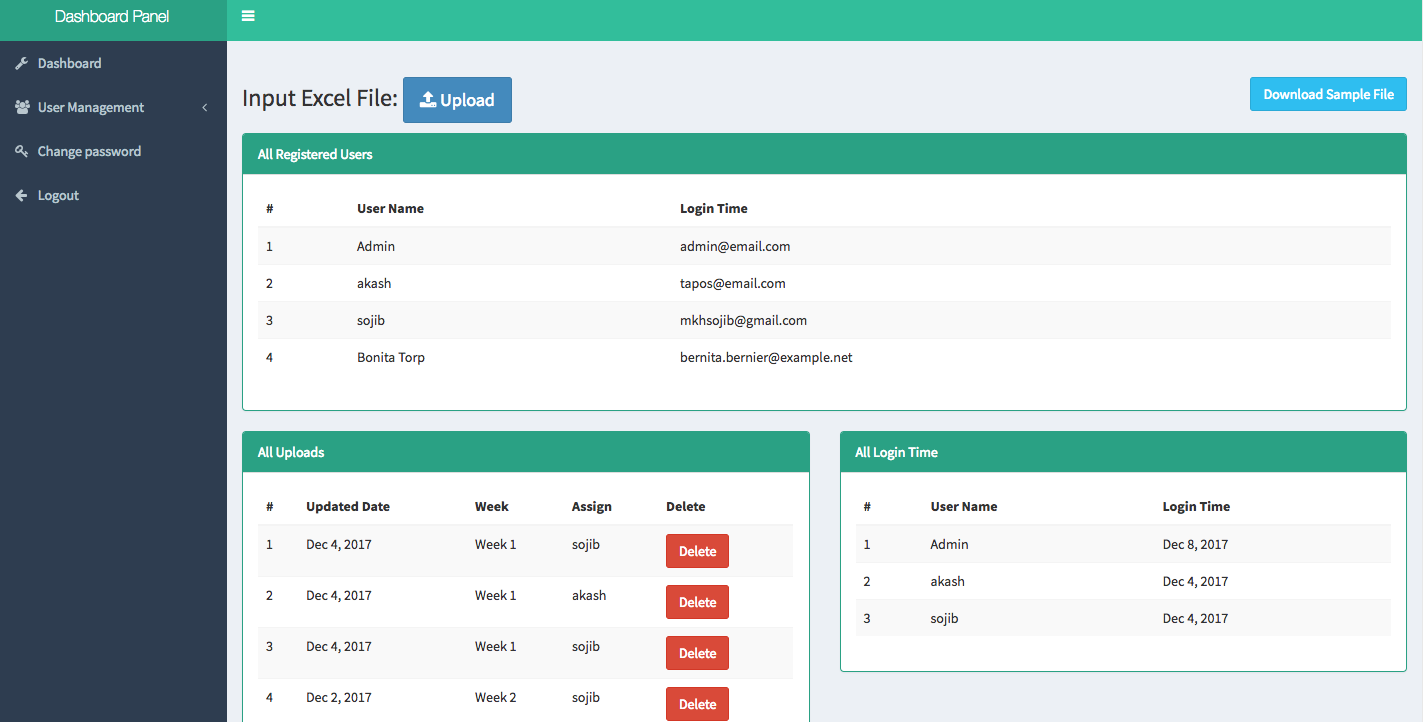 Dashboard Panel
Dashboard
User Management
Change password
Logout
Input Excel File: Upload
Download Sample File
All Registered Users
# User Name Login Time
1 Admin admin@email.com
2 akash tapos@email.com
3 sojib mkhsojib@gmail.com
4 Bonita Torp bernita.bernier@example.net
All Uploads
# Updated Date Week Assign Delete
1 Dec 4, 2017 Week 1 sojib Delete
2 Dec 4, 2017 Week 1 akash Delete
3 Dec 4, 2017 Week 1 sojib Delete
4 Dec 2, 2017 Week 2 sojib Delete
All Login Time
# User Name Login Time
1 Admin Dec 8, 2017
2 akash Dec 4, 2017
3 sojib Dec 4, 2017